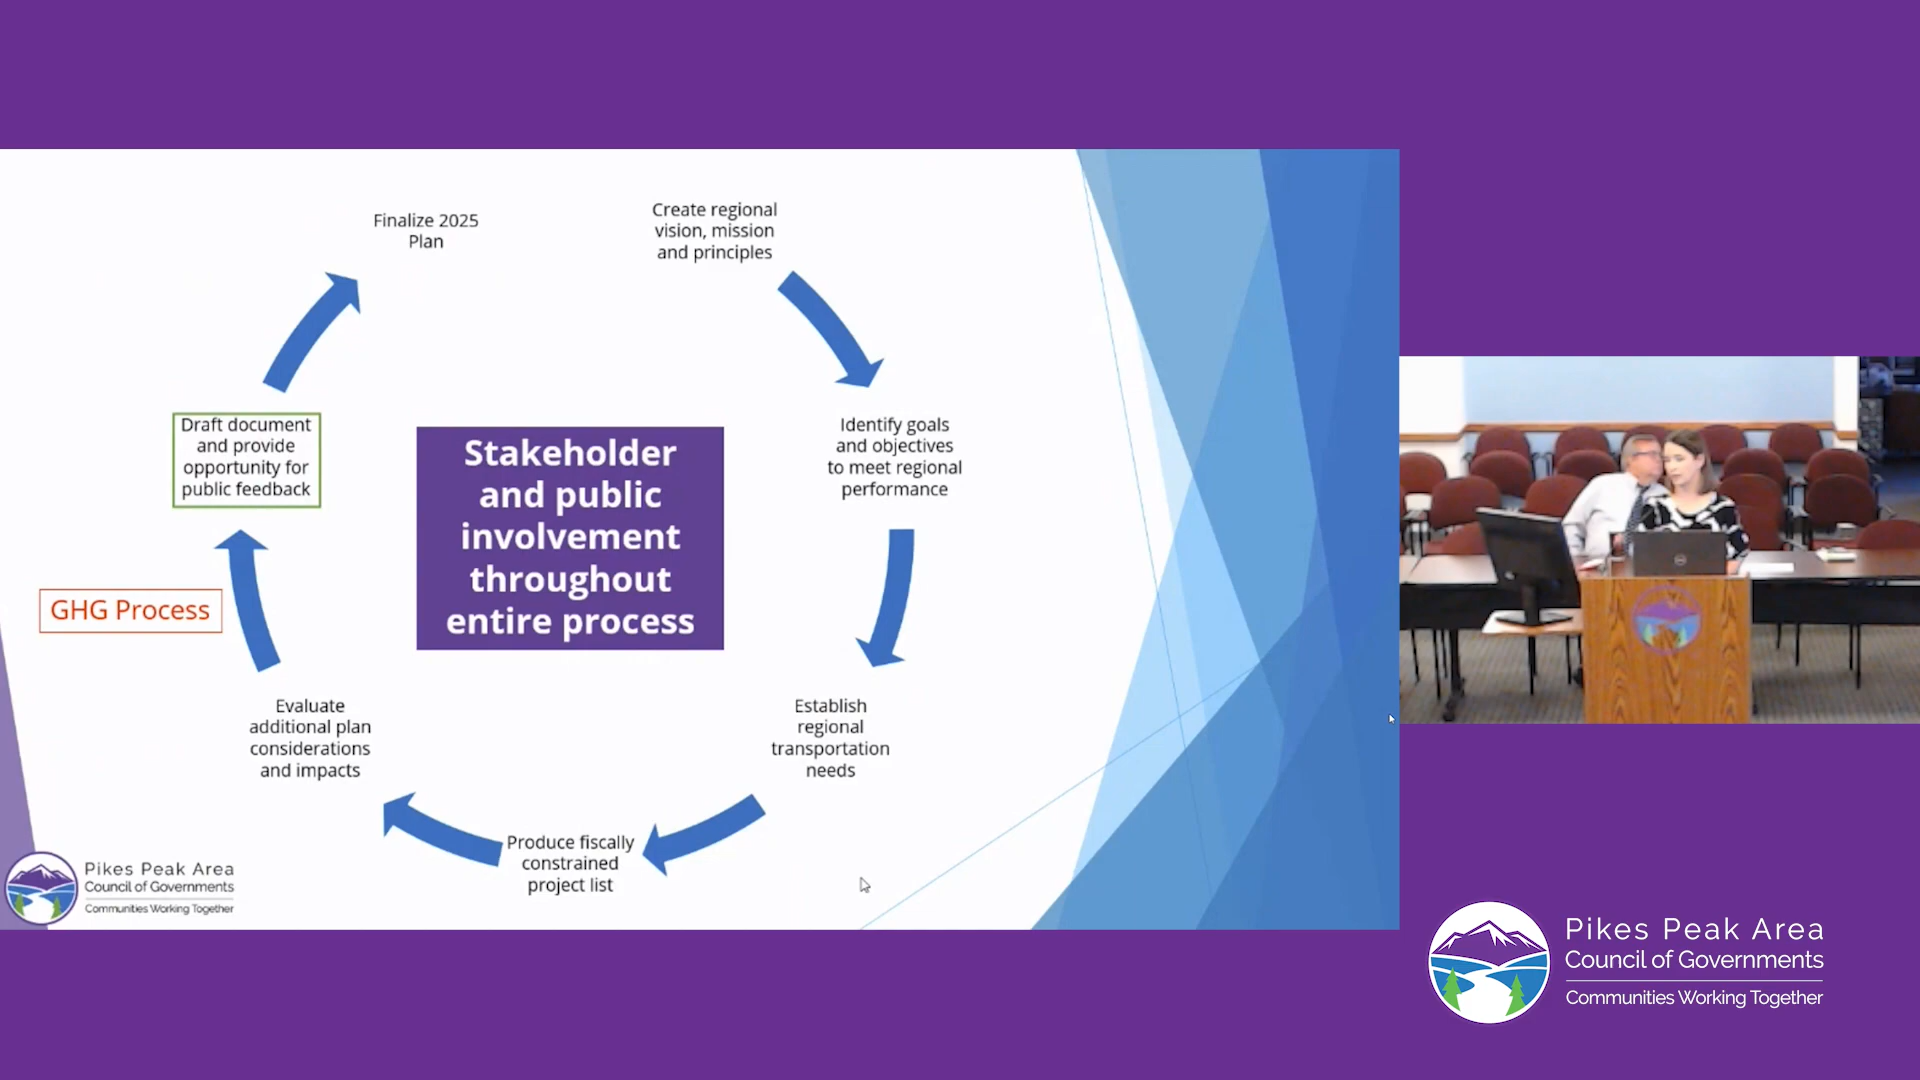 Finalize 2025
Plan
Create regional
vision, mission
and principles
Identify goals
and objectives
to meet regional
performance
Establish
regional
transportation
needs
Produce fiscally
constrained
project list
Evaluate
additional plan
considerations
and impacts
GHG Process
Draft document
and provide
opportunity for
public feedback
Stakeholder
and public
involvement
throughout
entire process
Pikes Peak Area
Council of Governments
Communities Working Together
Pikes Peak Area
Council of Governments
Communities Working Together